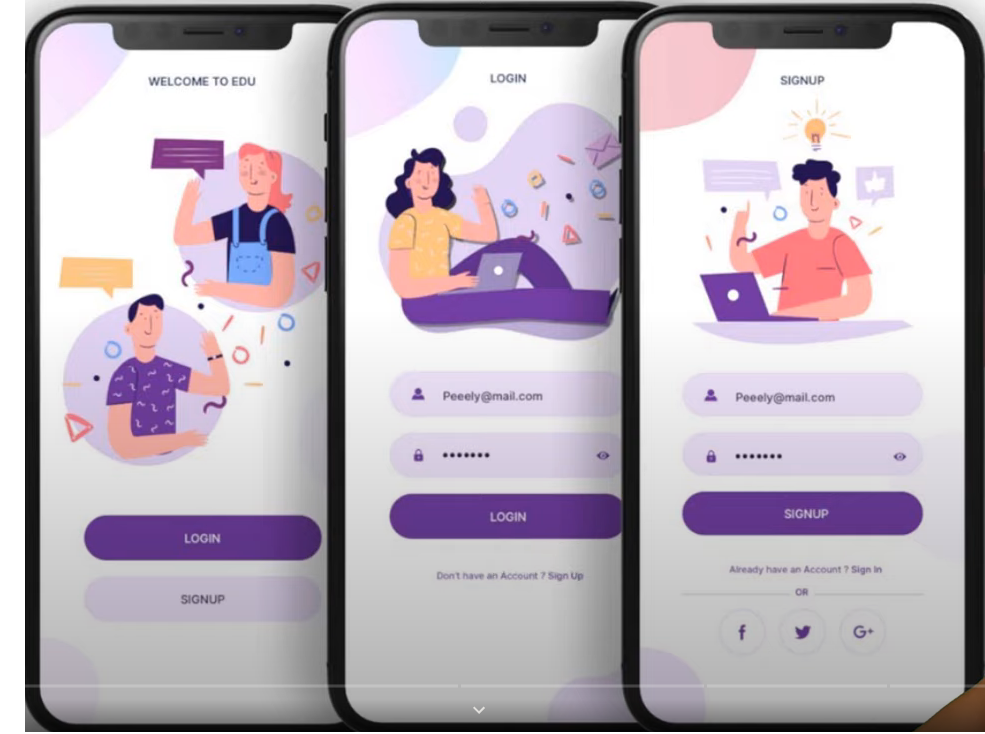 WELCOME TO EDU
LOGIN
SIGNUP
LOGIN
Peeely@mail.com
•••••••
LOGIN
Don't have an Account ? Sign Up
SIGNUP
Peeely@mail.com
•••••••
SIGNUP
Already have an Account ? Sign In
OR
f
G+